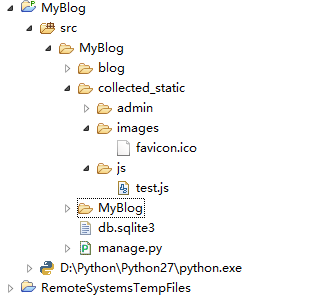 MyBlog
src
MyBlog
blog
collected_static
admin
images
favicon.ico
js
test.js
MyBlog
db.sqlite3
manage.py
D:\Python\Python27\python.exe
RemoteSystemsTempFiles